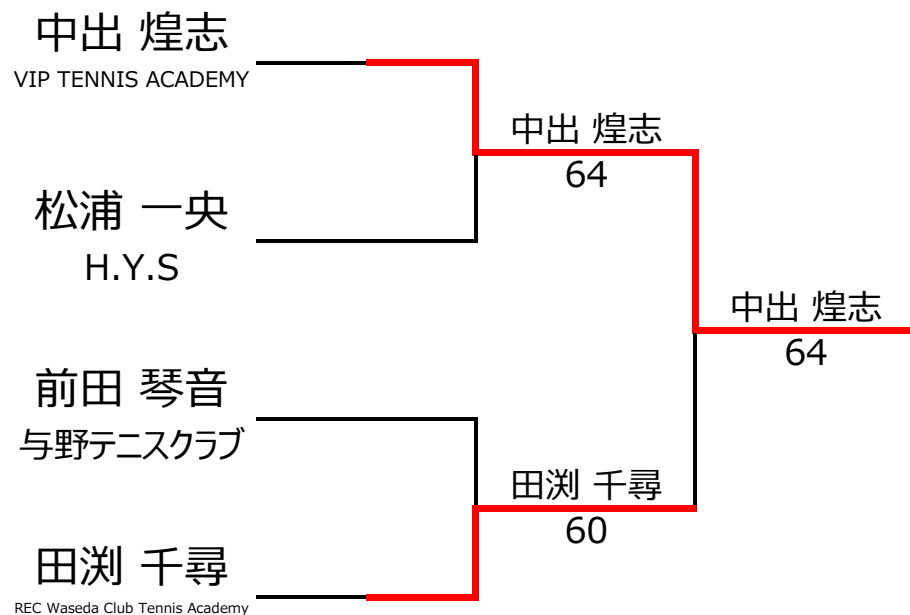 中出 煌志
VIP TENNIS ACADEMY
中出 煌志
64
松浦 一央
H.Y.S
中出 煌志
64
前田 琴音
与野テニスクラブ
田渕 千尋
60
田渕 千尋
REC Waseda Club Tennis Academy